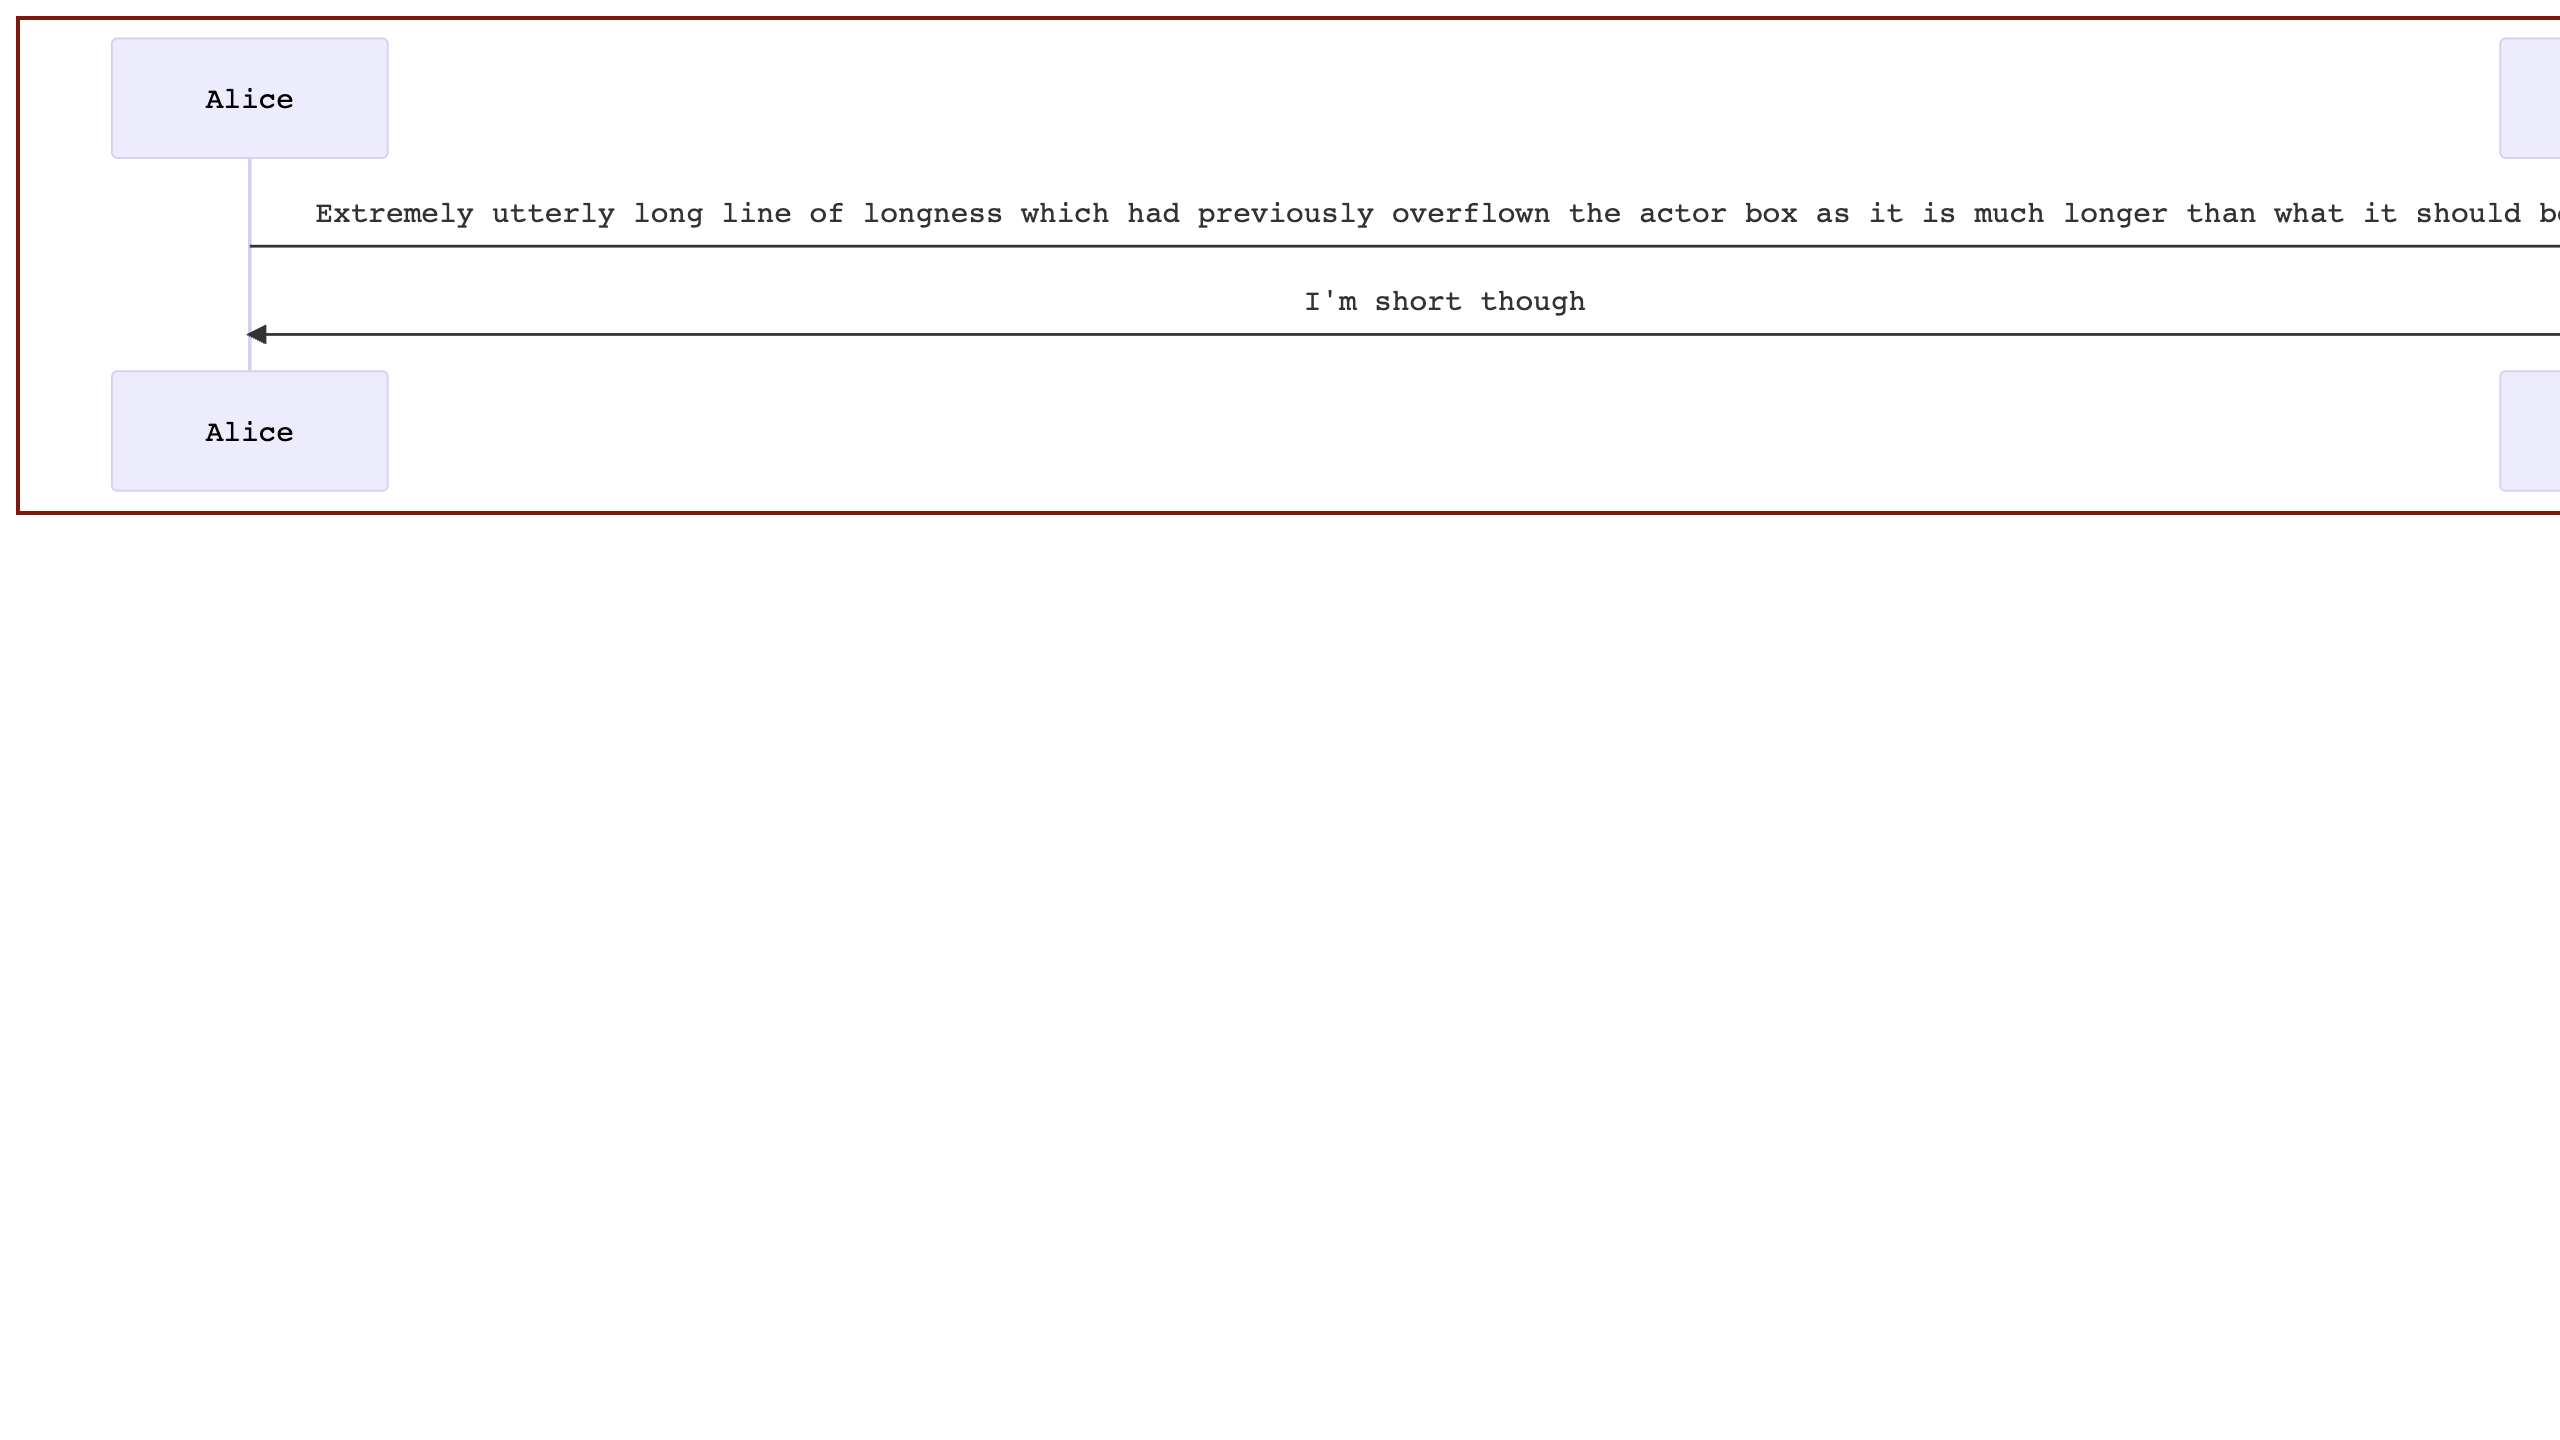 Alice
Extremely utterly long line of longness which had previously overflown the actor box as it is much longer than what it should be
I'm short though
Alice